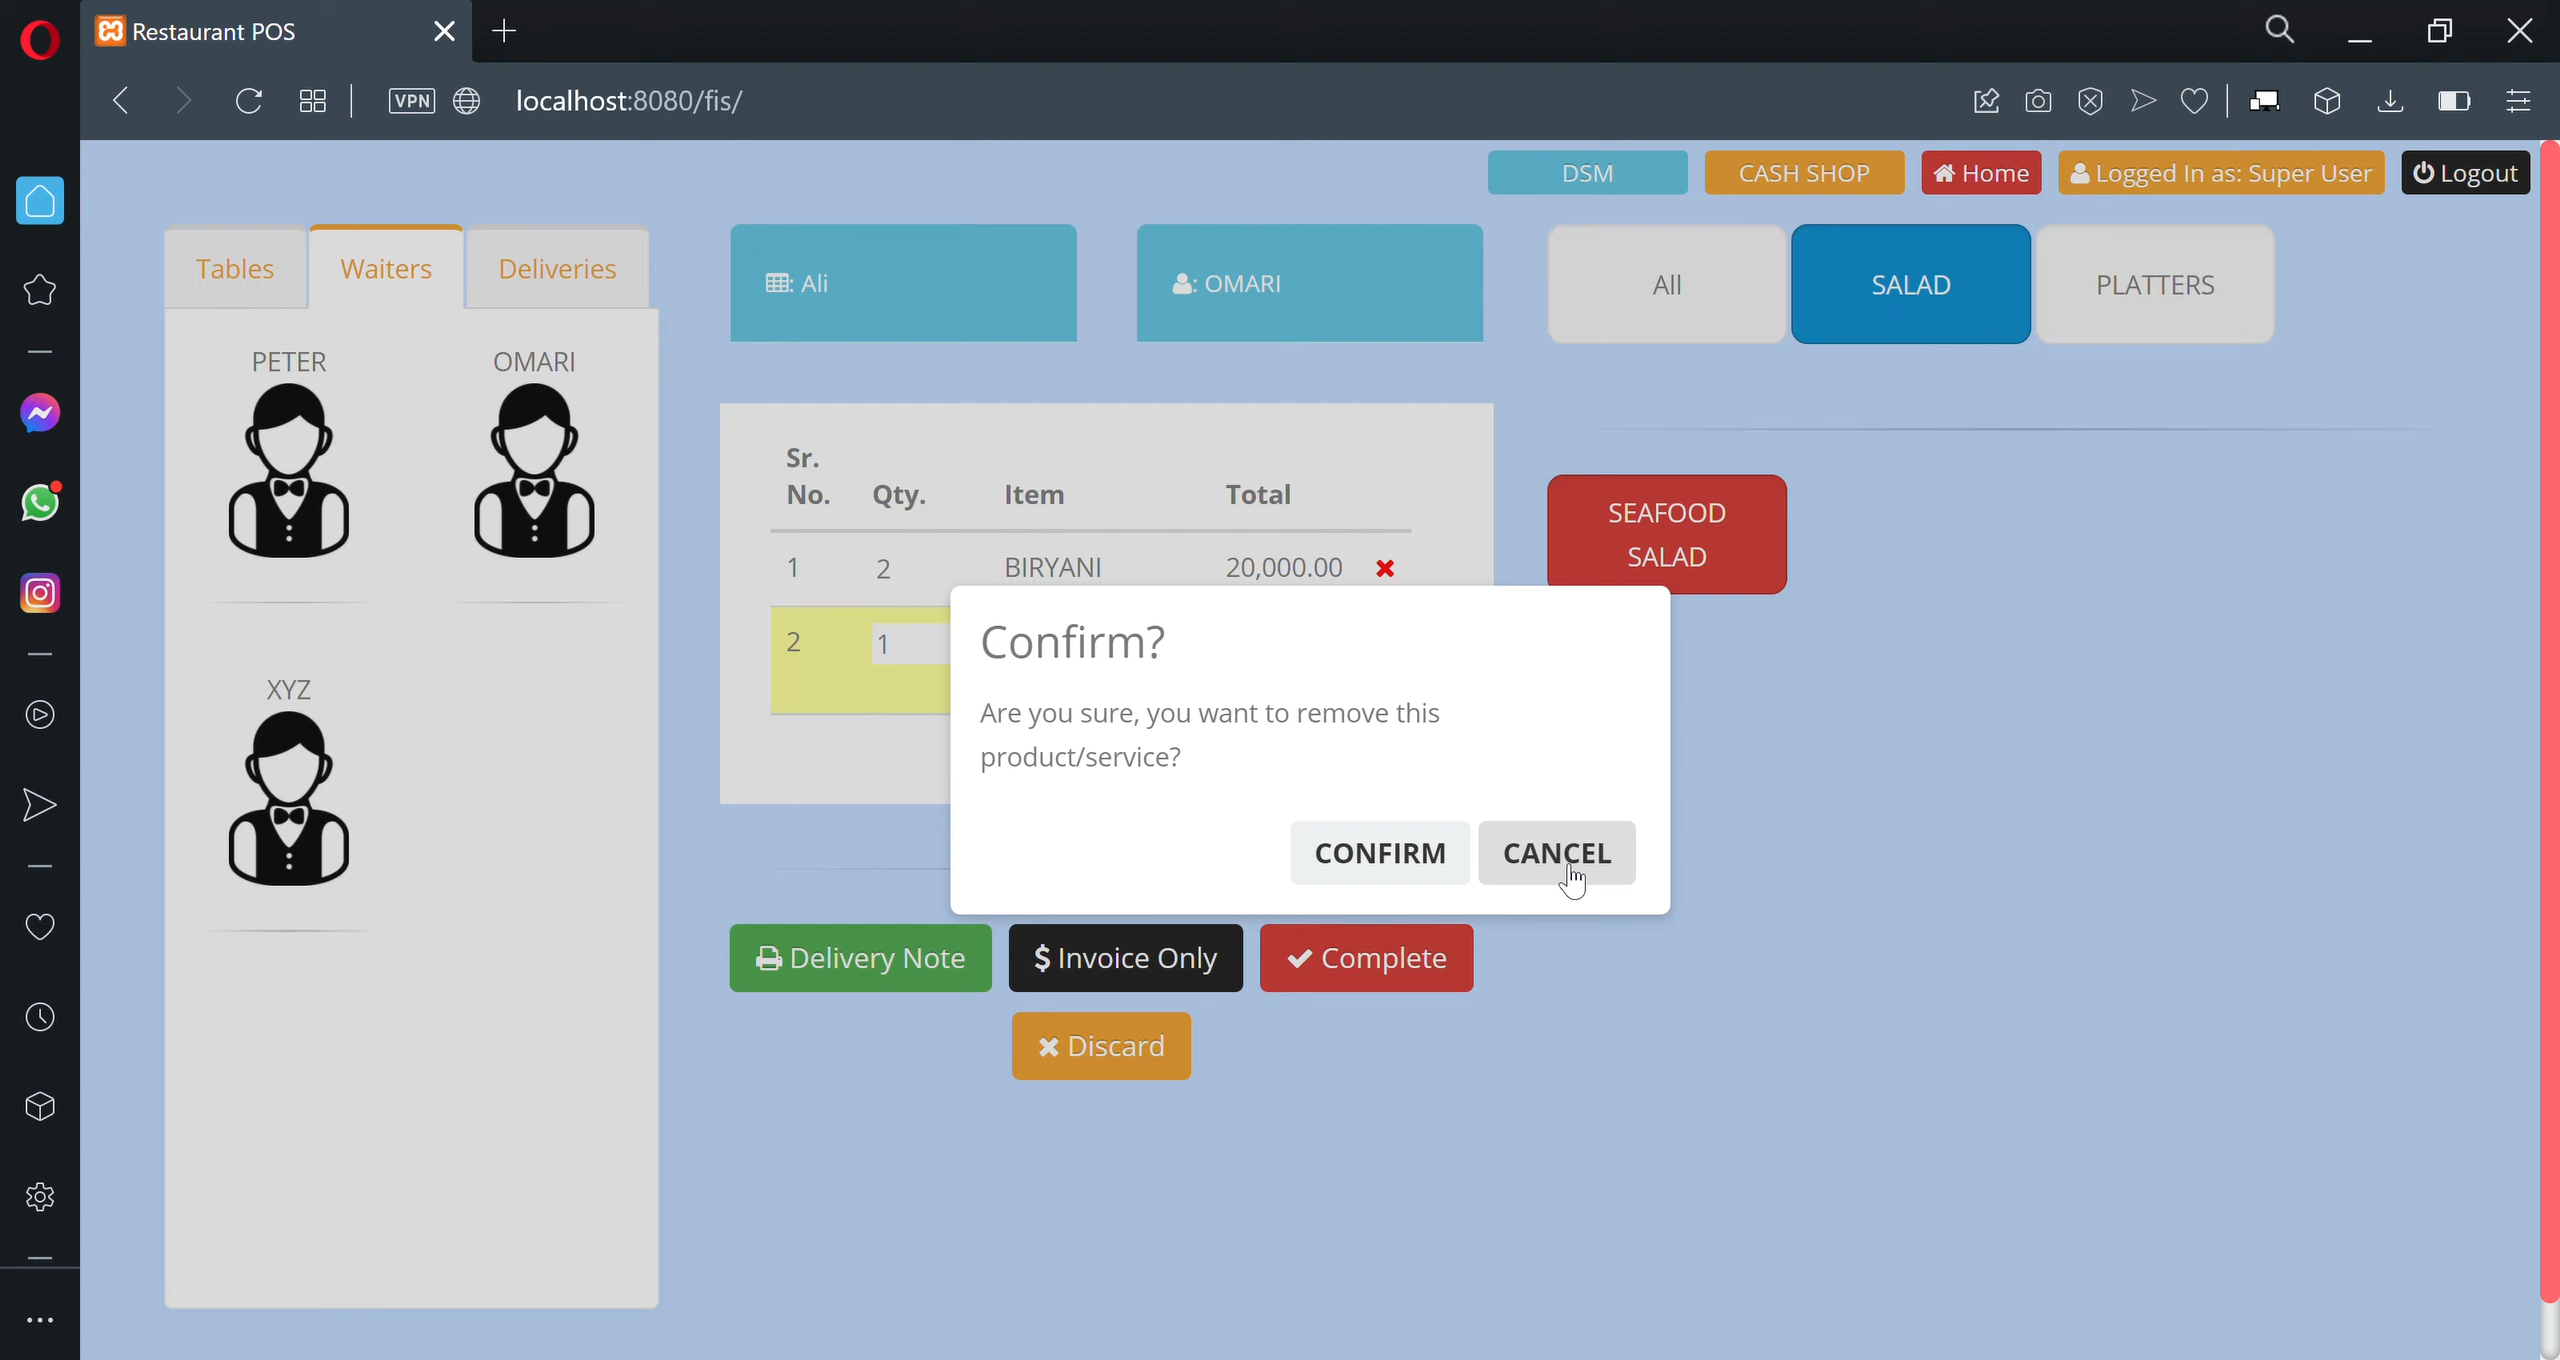 Restaurant POS
VPN
localhost:8080/fis/
DSM
CASH SHOP
Home
Logged In as: Super User
Logout
Tables
Waiters
Deliveries
PETER
OMARI
XYZ
: Ali
: OMARI
All
SALAD
PLATTERS
Sr.
No. Qty. Item Total
1 2 BIRYANI 20,000.00
2 1
SEAFOOD
SALAD
Confirm?
Are you sure, you want to remove this
product/service?
CONFIRM
CANCEL
Delivery Note
$ Invoice Only
Complete
Discard